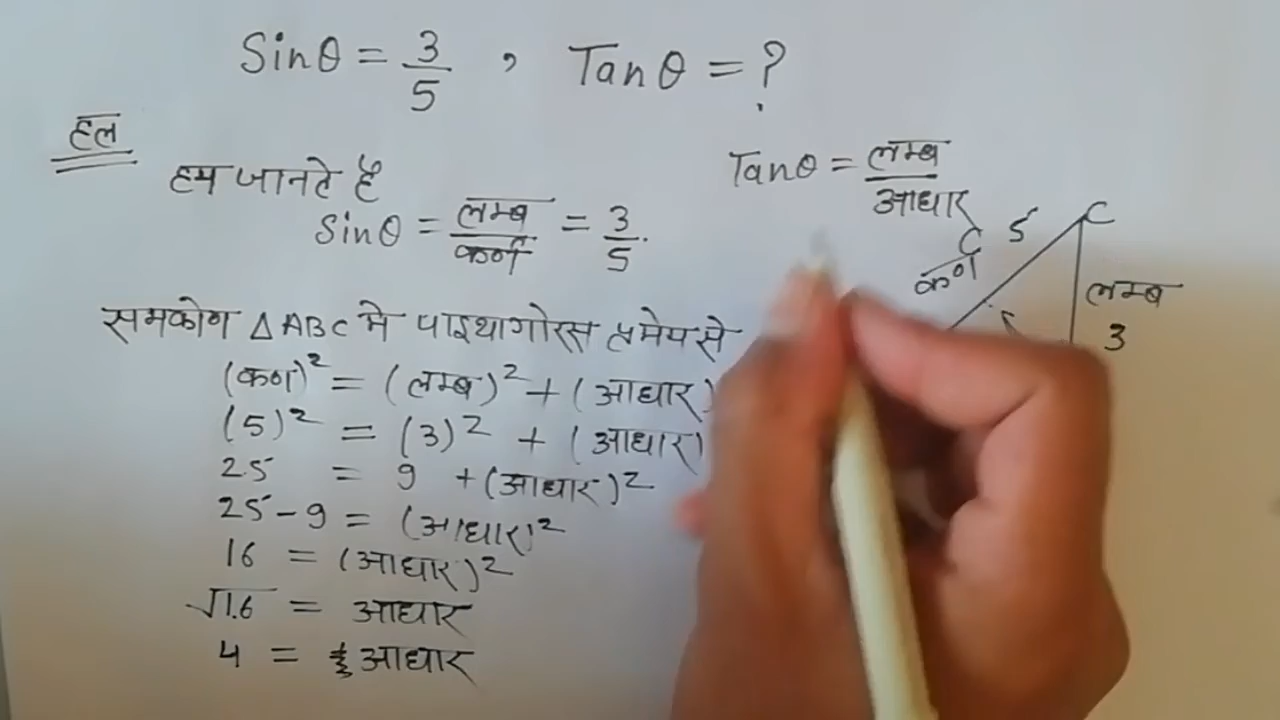 Sinθ = 3/5 , Tanθ = ?
हल
हम जानते है
Sinθ = लम्ब/कर्ण = 3/5.
Tanθ = लम्ब/आधार
C 5 C
कर्ण
लम्ब
3
समकोण △ABC मे पाइथागोरस प्रमेय से
(कर्ण)² = (लम्ब)² + (आधार)
(5)² = (3)² + (आधार)
25 = 9 + (आधार)²
25 - 9 = (आधार)²
16 = (आधार)²
√16 = आधार
4 = आधार